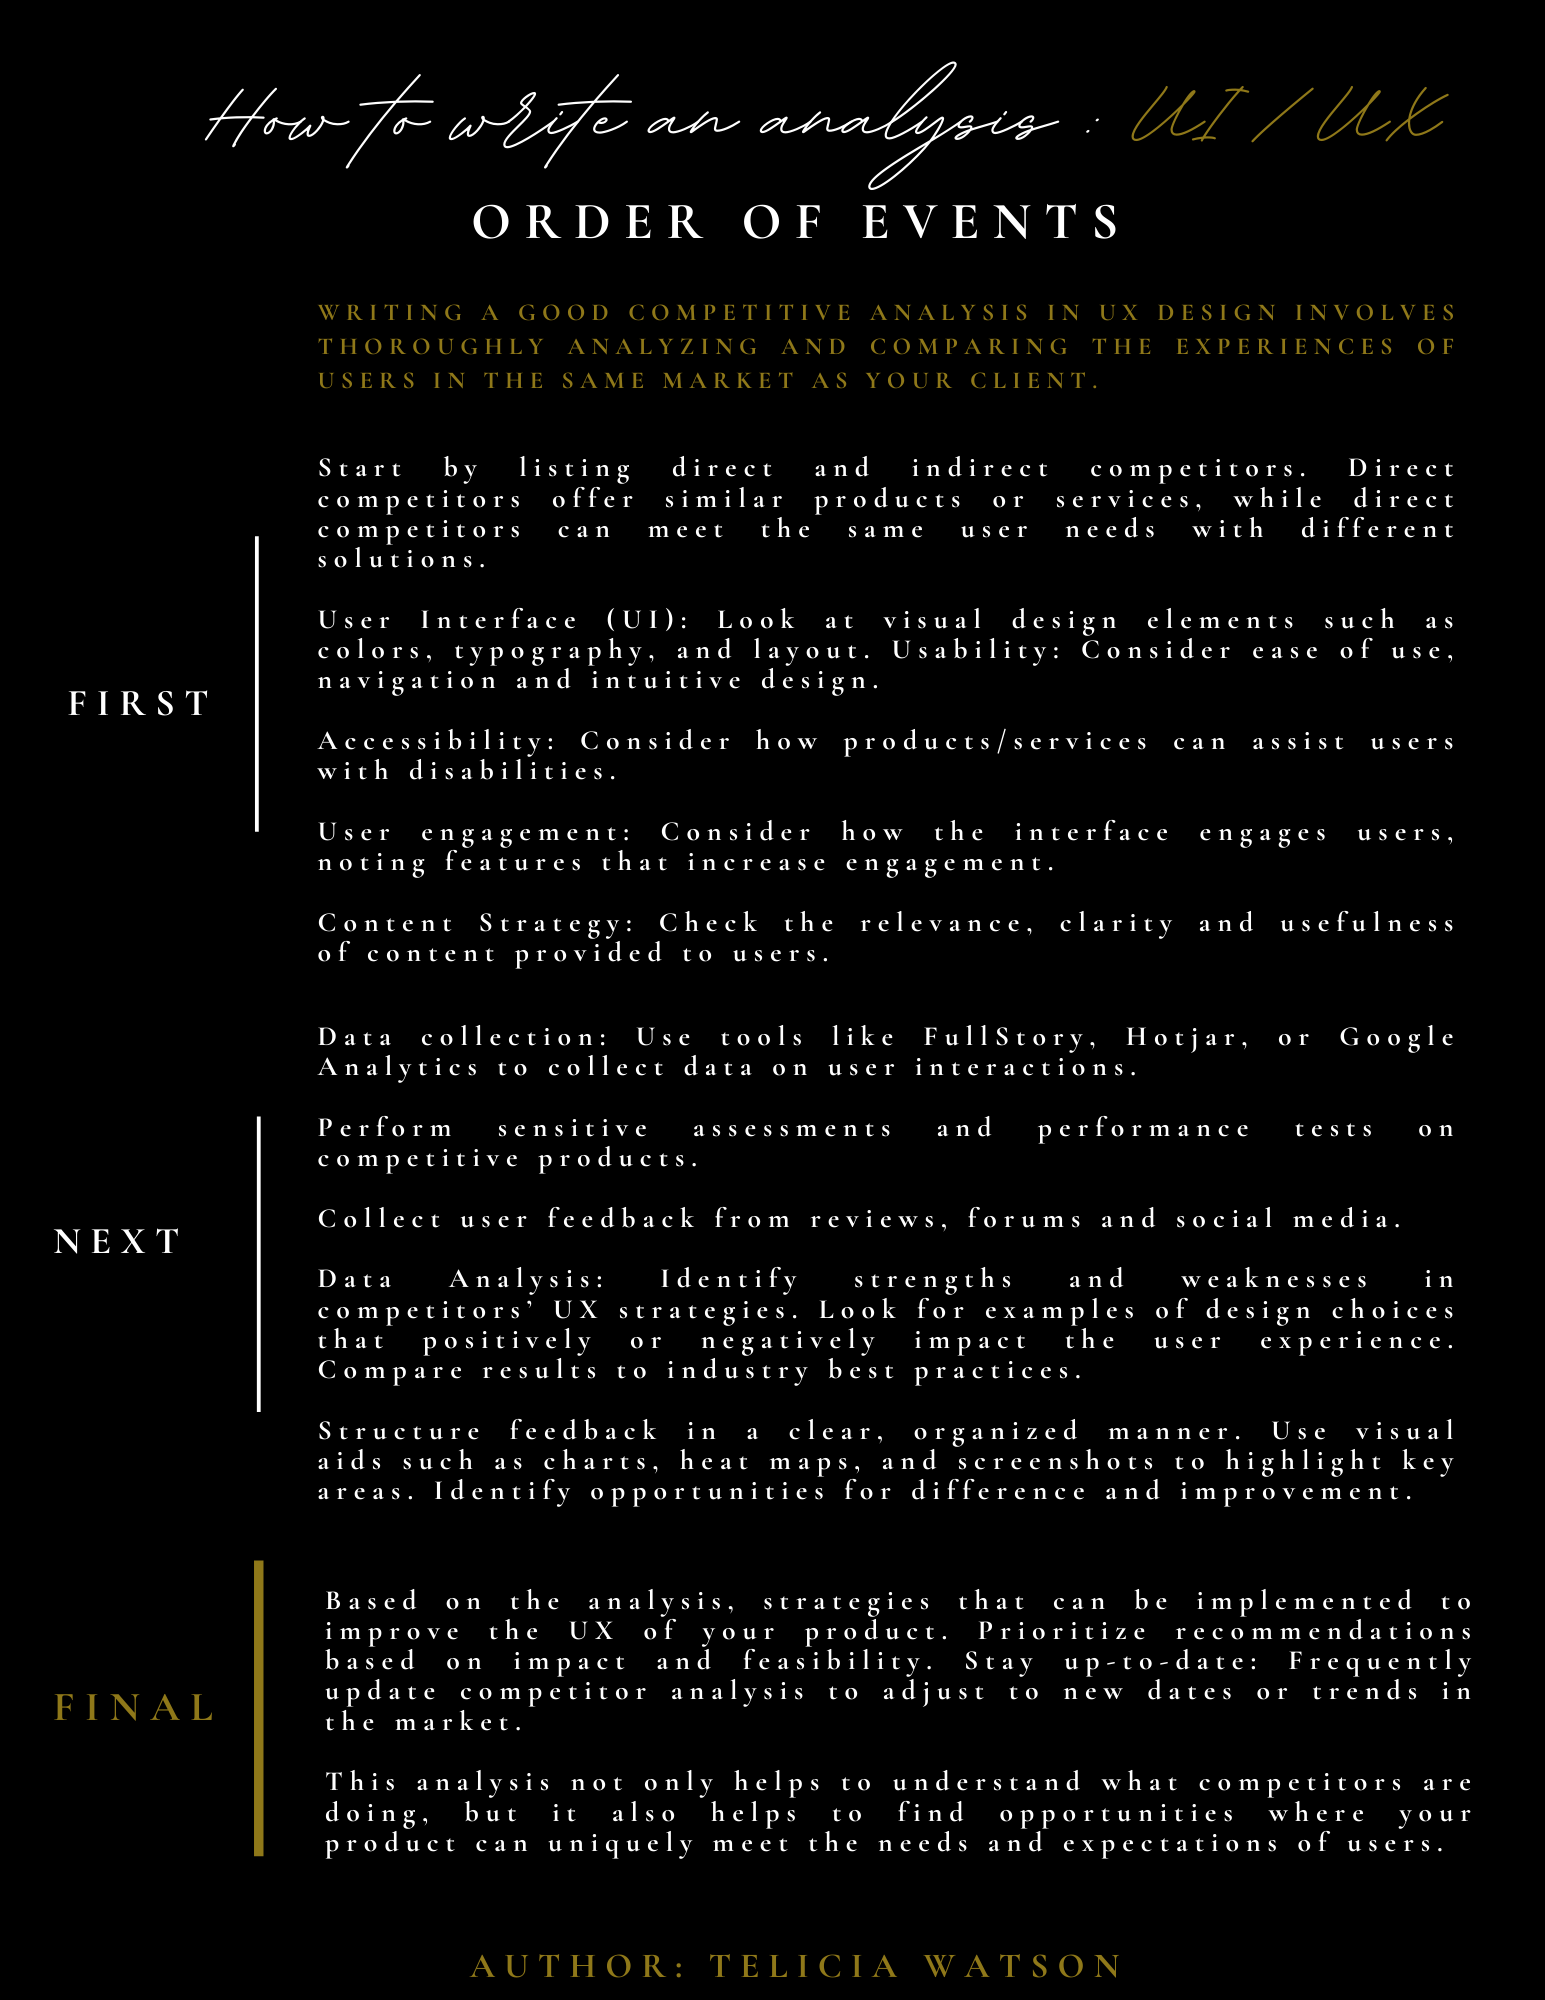 How to write an analysis : UI / UX
ORDER OF EVENTS
WRITING A GOOD COMPETITIVE ANALYSIS IN UX DESIGN INVOLVES
THOROUGHLY ANALYZING AND COMPARING THE EXPERIENCES OF
USERS IN THE SAME MARKET AS YOUR CLIENT.
FIRST
Start by listing direct and indirect competitors. Direct
competitors offer similar products or services, while direct
competitors can meet the same user needs with different
solutions.
User Interface (UI): Look at visual design elements such as
colors, typography, and layout. Usability: Consider ease of use,
navigation and intuitive design.
Accessibility: Consider how products/services can assist users
with disabilities.
User engagement: Consider how the interface engages users,
noting features that increase engagement.
Content Strategy: Check the relevance, clarity and usefulness
of content provided to users.
NEXT
Data collection: Use tools like FullStory, Hotjar, or Google
Analytics to collect data on user interactions.
Perform sensitive assessments and performance tests on
competitive products.
Collect user feedback from reviews, forums and social media.
Data Analysis: Identify strengths and weaknesses in
competitors’ UX strategies. Look for examples of design choices
that positively or negatively impact the user experience.
Compare results to industry best practices.
Structure feedback in a clear, organized manner. Use visual
aids such as charts, heat maps, and screenshots to highlight key
areas. Identify opportunities for difference and improvement.
FINAL
Based on the analysis, strategies that can be implemented to
improve the UX of your product. Prioritize recommendations
based on impact and feasibility. Stay up-to-date: Frequently
update competitor analysis to adjust to new dates or trends in
the market.
This analysis not only helps to understand what competitors are
doing, but it also helps to find opportunities where your
product can uniquely meet the needs and expectations of users.
AUTHOR: TELICIA WATSON